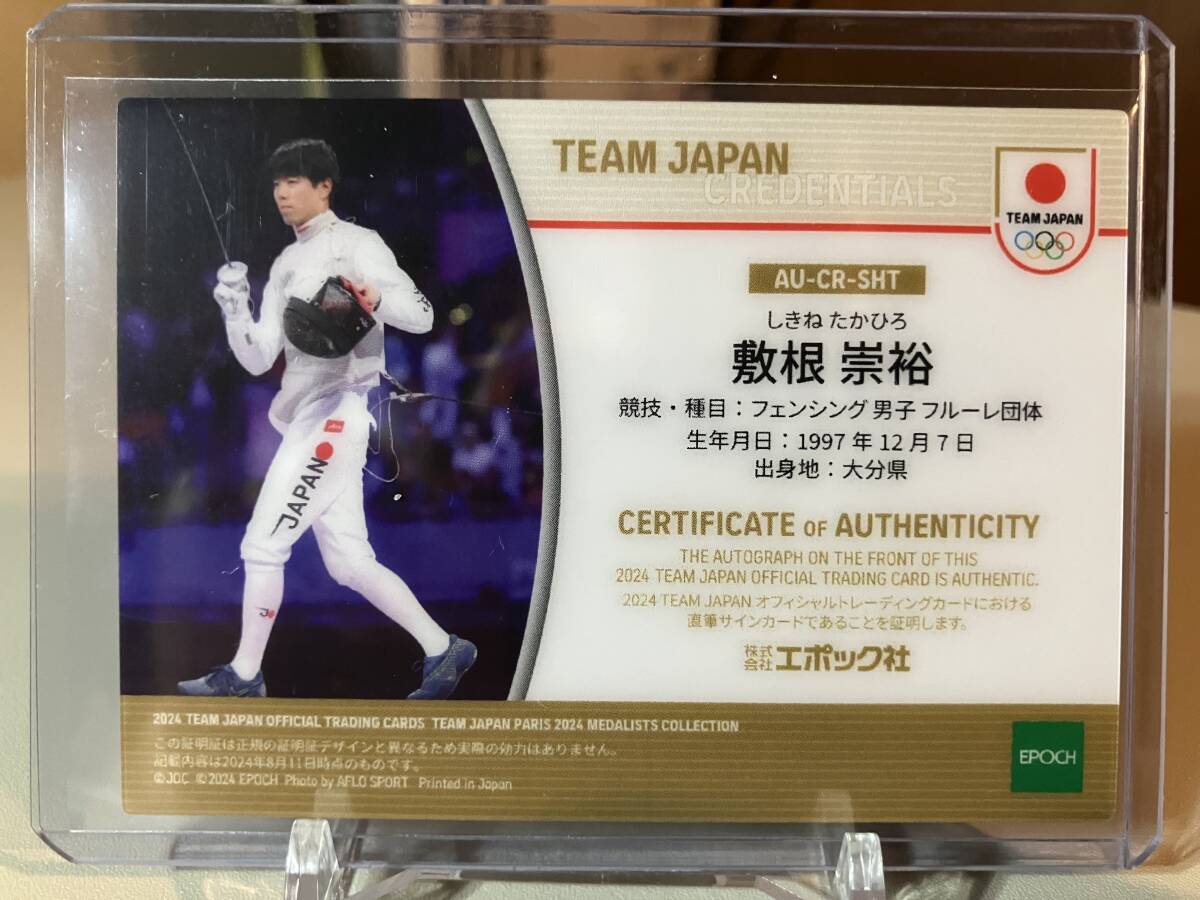 TEAM JAPAN
CREDENTIALS
TEAM JAPAN
AU-CR-SHT
しきね たかひろ
敷根 崇裕
競技・種目：フェンシング 男子 フルーレ団体
生年月日：1997 年 12 月 7 日
出身地：大分県
CERTIFICATE OF AUTHENTICITY
THE AUTOGRAPH ON THE FRONT OF THIS
2024 TEAM JAPAN OFFICIAL TRADING CARD IS AUTHENTIC.
2024 TEAM JAPAN オフィシャルトレーディングカードにおける
直筆サインカードであることを証明します。
株式会社エポック社
JAPAN
2024 TEAM JAPAN OFFICIAL TRADING CARDS TEAM JAPAN PARIS 2024 MEDALISTS COLLECTION
この証明証は正規の証明証デザインと異なるため実際の効力はありません。
記載内容は2024年8月11日時点のものです。
©JOC ©2024 EPOCH Photo by AFLO SPORT Printed in Japan
EPOCH